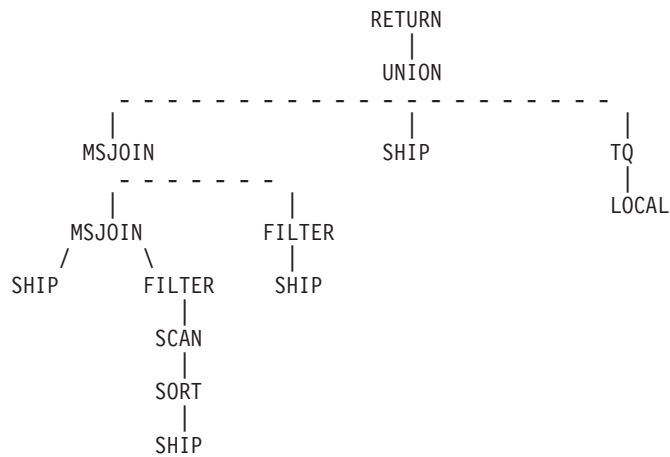 RETURN
UNION
MSJOIN SHIP TQ
LOCAL
MSJOIN FILTER
SHIP FILTER SHIP
SCAN
SORT
SHIP